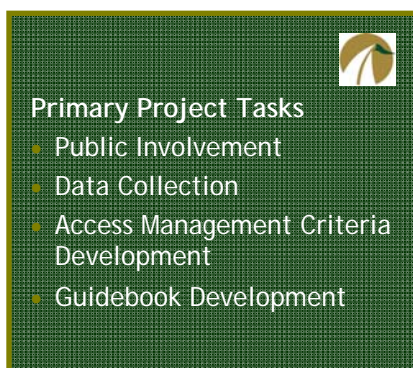 Primary Project Tasks
• Public Involvement
• Data Collection
• Access Management Criteria
Development
• Guidebook Development